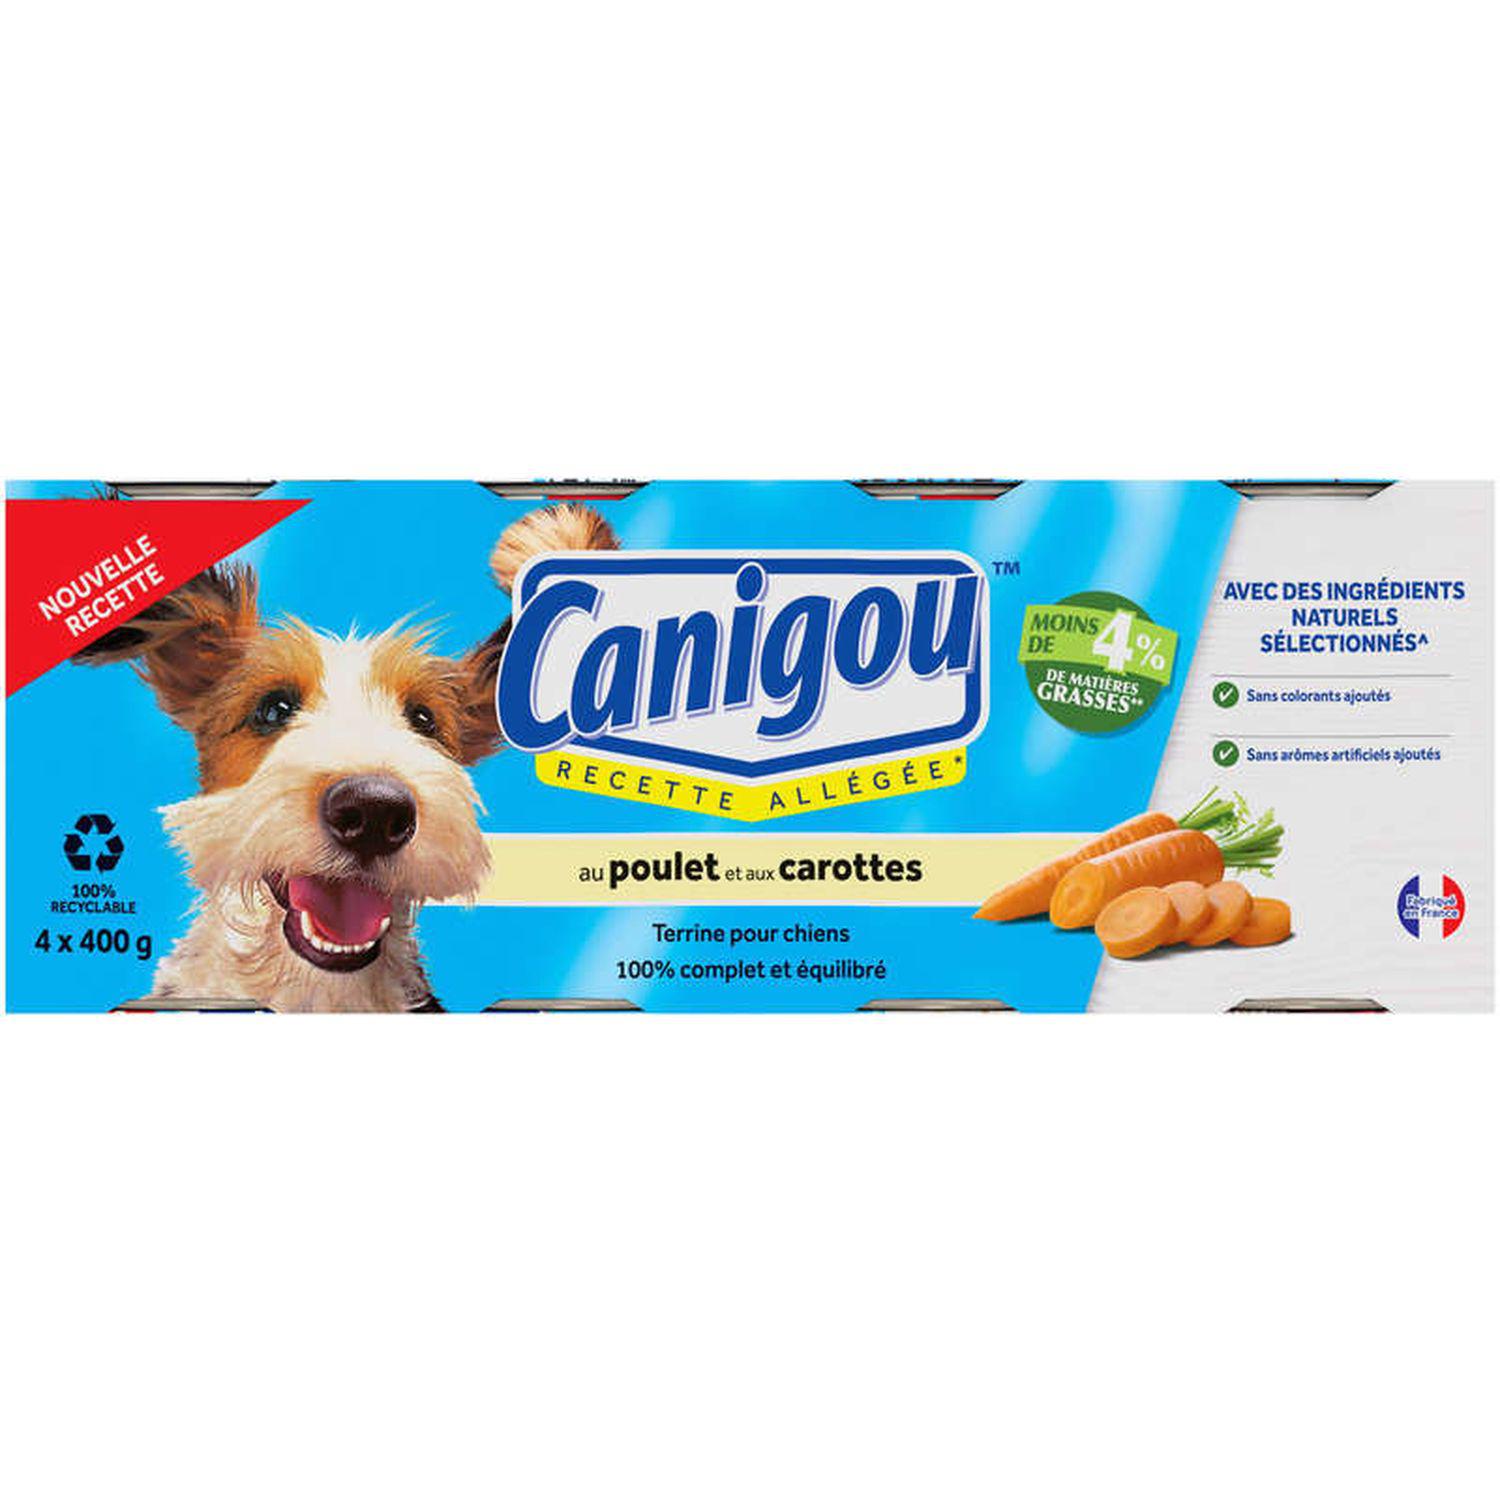 NOUVELLE
RECETTE
Canigou™
RECETTE ALLÉGÉE*
MOINS
DE 4%
DE MATIÈRES
GRASSES**
AVEC DES INGRÉDIENTS
NATURELS
SÉLECTIONNÉS^
Sans colorants ajoutés
Sans arômes artificiels ajoutés
au poulet et aux carottes
Terrine pour chiens
100% complet et équilibré
100%
RECYCLABLE
4 x 400 g
Fabriqué
en France